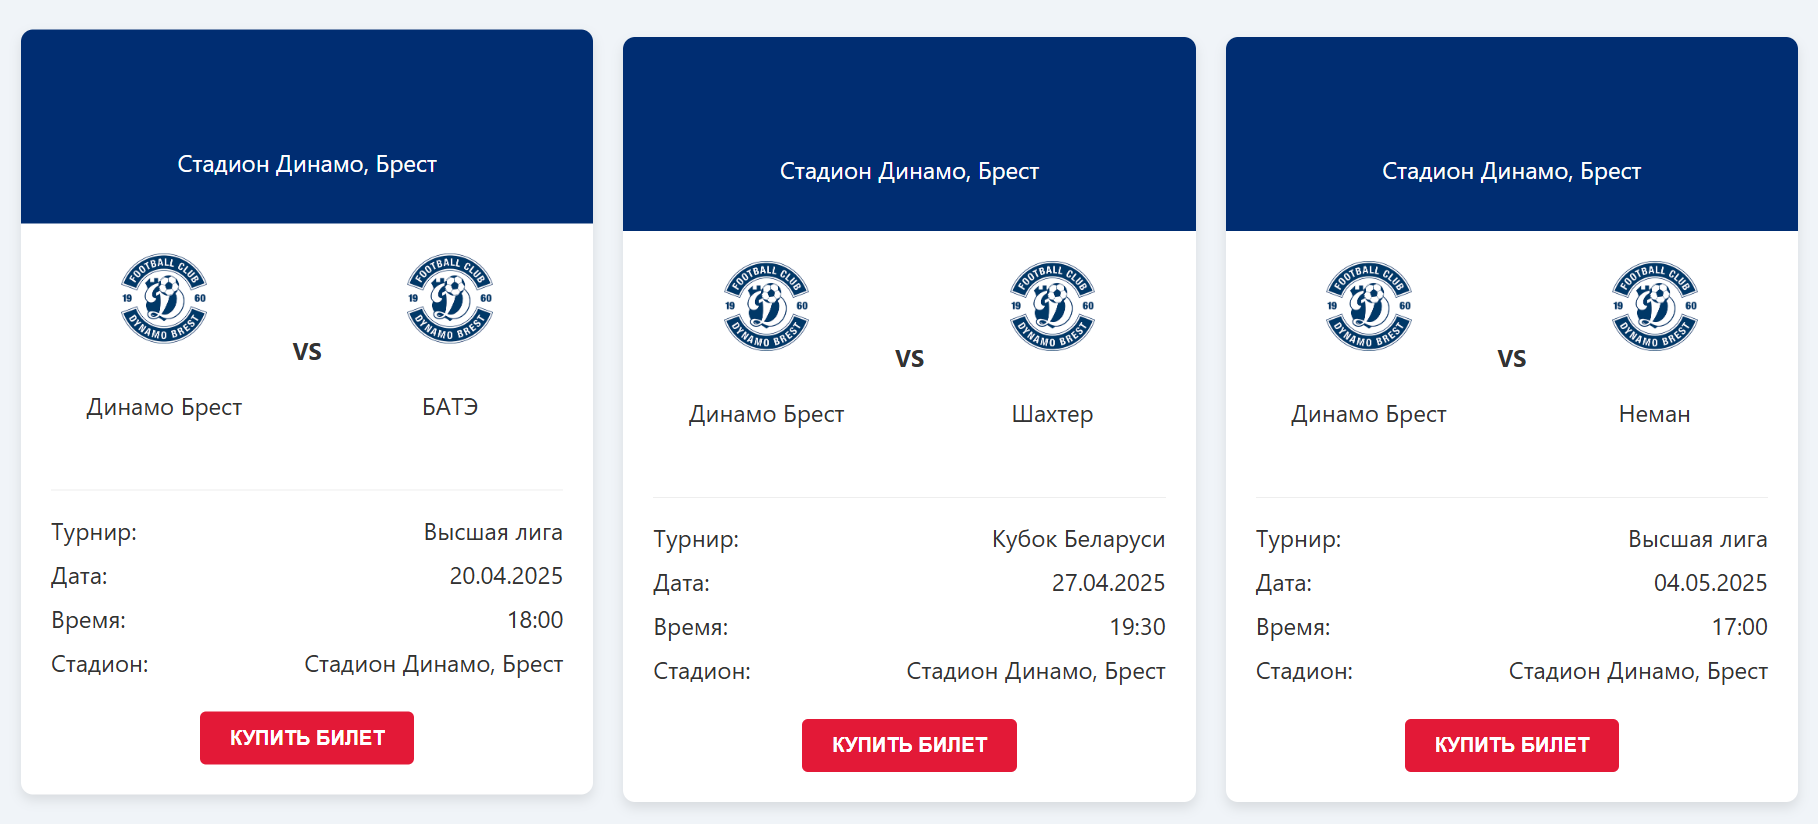 Стадион Динамо, Брест
FOOTBALL CLUB
19 60
DYNAMO BREST
FOOTBALL CLUB
19 60
DYNAMO BREST
VS
Динамо Брест
БАТЭ
Турнир: Высшая лига
Дата: 20.04.2025
Время: 18:00
Стадион: Стадион Динамо, Брест
КУПИТЬ БИЛЕТ
Стадион Динамо, Брест
FOOTBALL CLUB
19 60
DYNAMO BREST
FOOTBALL CLUB
19 60
DYNAMO BREST
VS
Динамо Брест
Шахтер
Турнир: Кубок Беларуси
Дата: 27.04.2025
Время: 19:30
Стадион: Стадион Динамо, Брест
КУПИТЬ БИЛЕТ
Стадион Динамо, Брест
FOOTBALL CLUB
19 60
DYNAMO BREST
FOOTBALL CLUB
19 60
DYNAMO BREST
VS
Динамо Брест
Неман
Турнир: Высшая лига
Дата: 04.05.2025
Время: 17:00
Стадион: Стадион Динамо, Брест
КУПИТЬ БИЛЕТ